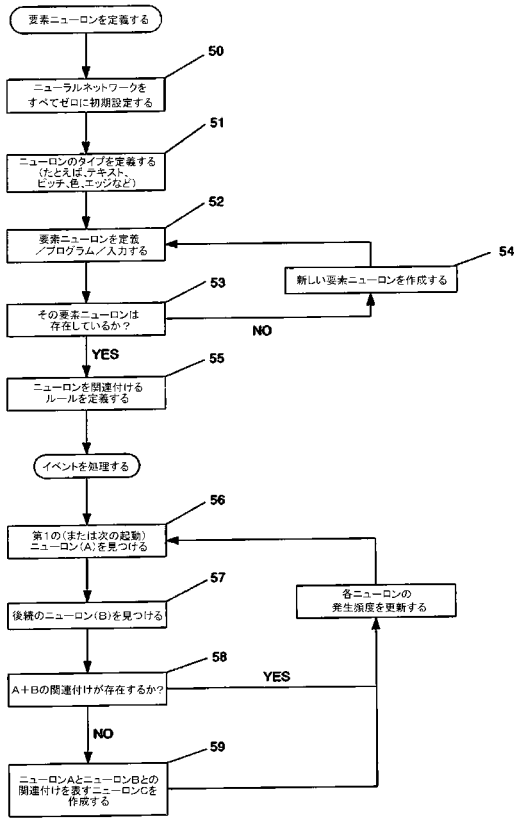 要素ニューロンを定義する
50
ニューラルネットワークを
すべてゼロに初期設定する
51
ニューロンのタイプを定義する
(たとえば、テキスト、
ピッチ、色、エッジなど)
52
要素ニューロンを定義
/プログラム/入力する
54
新しい要素ニューロンを作成する
53
その要素ニューロンは
存在しているか?
NO
YES
55
ニューロンを関連付ける
ルールを定義する
イベントを処理する
56
第1の(または次の起動)
ニューロン(A)を見つける
57
後続のニューロン(B)を見つける
各ニューロンの
発生頻度を更新する
58
A+Bの関連付けが存在するか?
YES
NO
59
ニューロンAとニューロンBとの
関連付けを表すニューロンCを
作成する